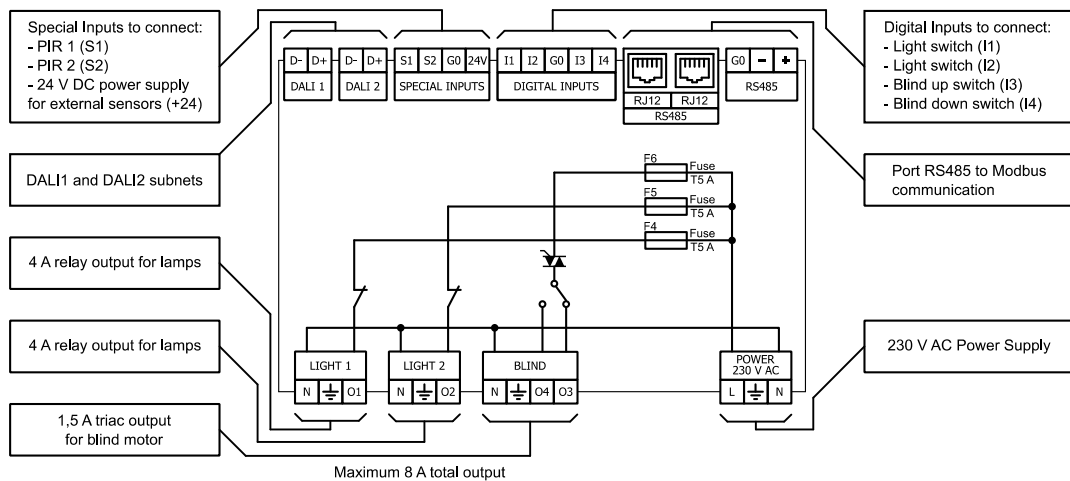 Special Inputs to connect:
- PIR 1 (S1)
- PIR 2 (S2)
- 24 V DC power supply
for external sensors (+24)
DALI1 and DALI2 subnets
4 A relay output for lamps
4 A relay output for lamps
1,5 A triac output
for blind motor
D- D+ D- D+ S1 S2 G0 24V I1 I2 G0 I3 I4 G0 - +
DALI 1 DALI 2 SPECIAL INPUTS DIGITAL INPUTS RJ12 RJ12 RS485
RS485
F6 Fuse
T5 A
F5 Fuse
T5 A
F4 Fuse
T5 A
LIGHT 1 LIGHT 2 BLIND POWER
230 V AC
N O1 N O2 N O4 O3 L N
Maximum 8 A total output
Digital Inputs to connect:
- Light switch (I1)
- Light switch (I2)
- Blind up switch (I3)
- Blind down switch (I4)
Port RS485 to Modbus
communication
230 V AC Power Supply